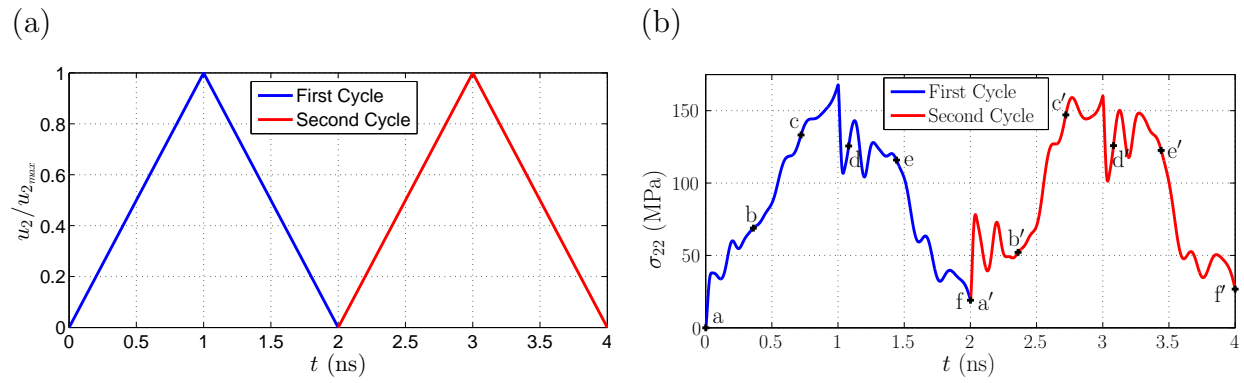 (a)
(b)
First Cycle
Second Cycle
u2/u2max
1
0.8
0.6
0.4
0.2
0
0
0.5
1
1.5
2
2.5
3
3.5
4
t (ns)
First Cycle
Second Cycle
σ22 (MPa)
150
100
50
0
a
b
c
d
e
f
a′
b′
c′
d′
e′
f′
0
0.5
1
1.5
2
2.5
3
3.5
4
t (ns)